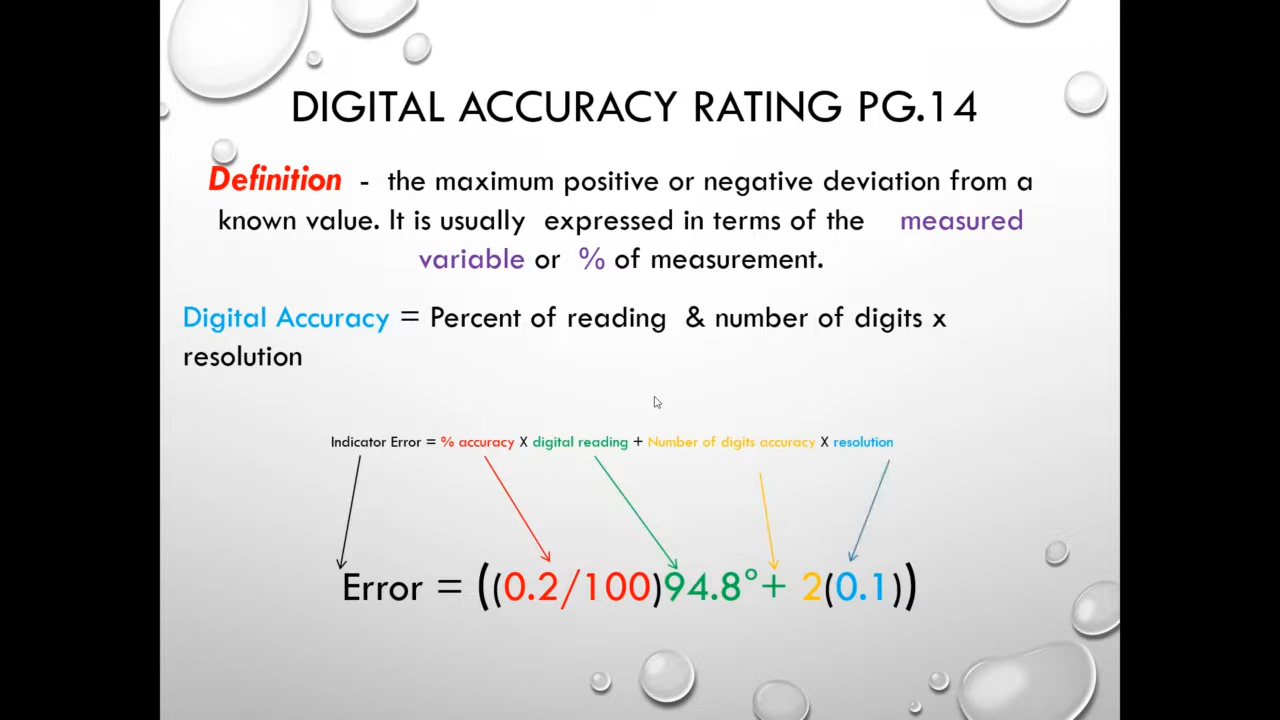 DIGITAL ACCURACY RATING PG.14
Definition - the maximum positive or negative deviation from a
known value. It is usually expressed in terms of the measured
variable or % of measurement.
Digital Accuracy = Percent of reading & number of digits x
resolution
Indicator Error = % accuracy X digital reading + Number of digits accuracy X resolution
Error = ((0.2/100)94.8°+ 2(0.1))